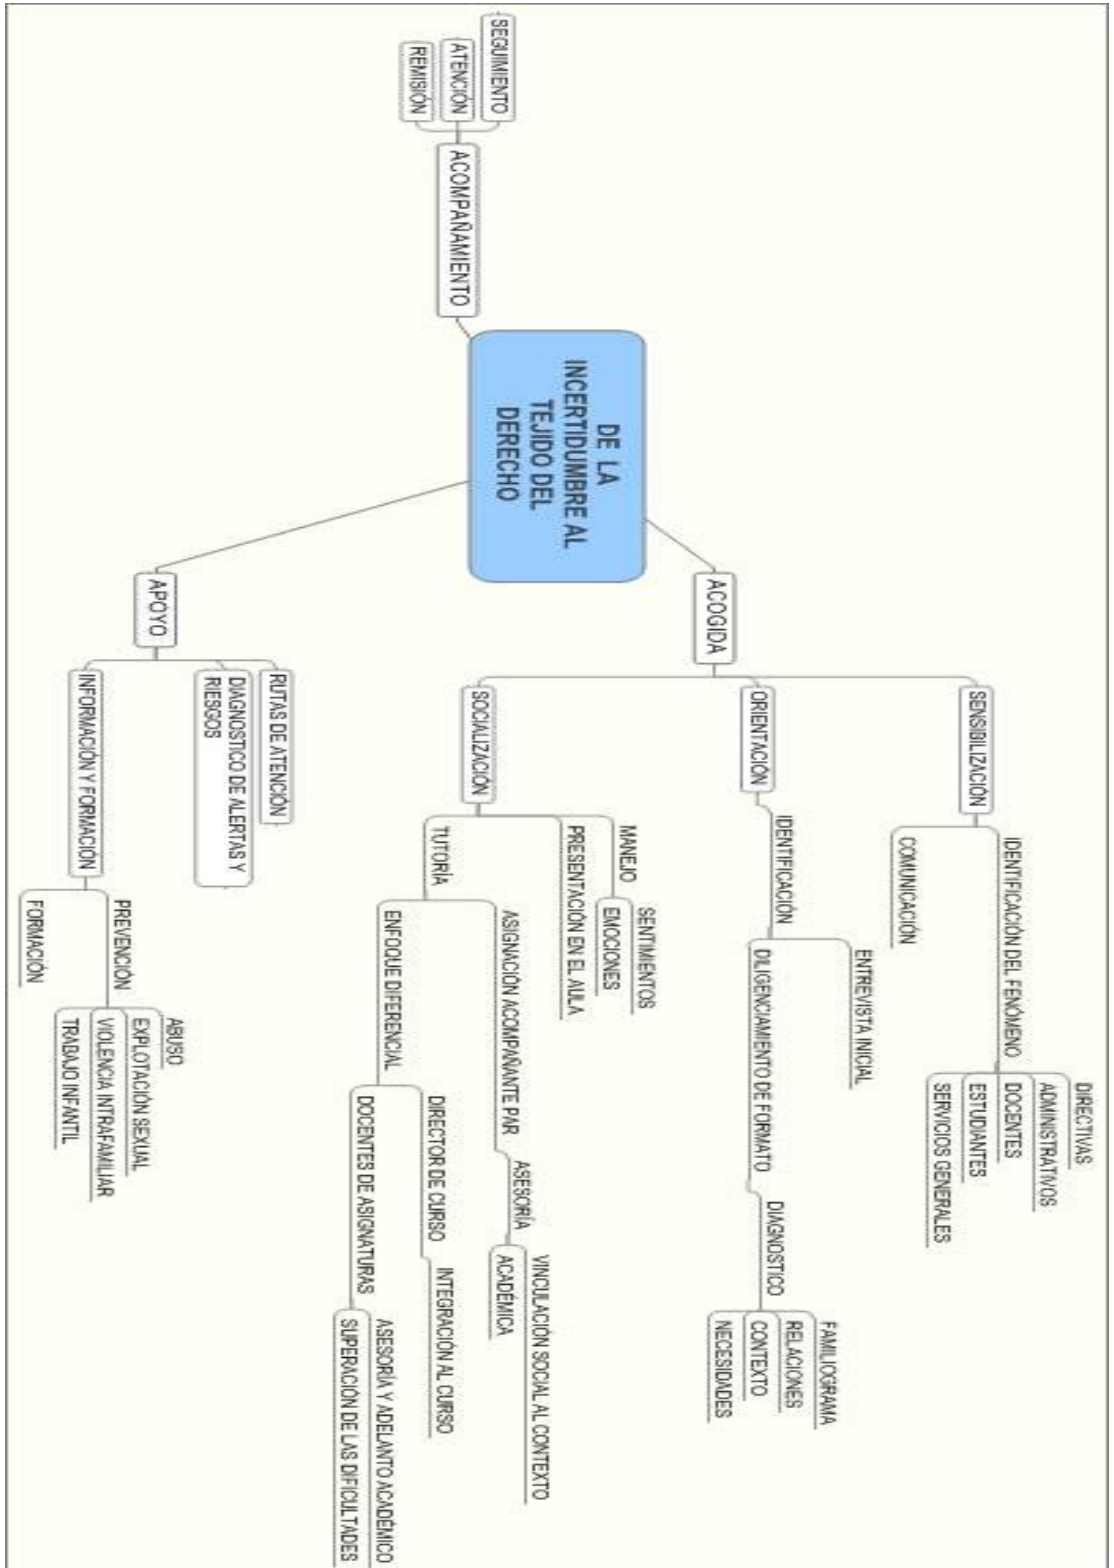 DE LA
INCERTIDUMBRE AL
TEJIDO DEL
DERECHO
ACOGIDA
SENSIBILIZACIÓN
IDENTIFICACIÓN DEL FENÓMENO
DIRECTIVAS
ADMINISTRATIVOS
DOCENTES
ESTUDIANTES
SERVICIOS GENERALES
COMUNICACIÓN
ORIENTACIÓN
IDENTIFICACIÓN
ENTREVISTA INICIAL
DILIGENCIAMIENTO DE FORMATO
DIAGNOSTICO
FAMILIOGRAMA
RELACIONES
CONTEXTO
NECESIDADES
SOCIALIZACIÓN
MANEJO
SENTIMIENTOS
EMOCIONES
PRESENTACIÓN EN EL AULA
TUTORÍA
ASIGNACIÓN ACOMPAÑANTE PAR
ASESORÍA
VINCULACIÓN SOCIAL AL CONTEXTO
ACADÉMICA
ENFOQUE DIFERENCIAL
DIRECTOR DE CURSO
INTEGRACIÓN AL CURSO
DOCENTES DE ASIGNATURAS
ASESORÍA Y ADELANTO ACADÉMICO
SUPERACIÓN DE LAS DIFICULTADES
APOYO
RUTAS DE ATENCIÓN
DIAGNOSTICO DE ALERTAS Y
RIESGOS
INFORMACIÓN Y FORMACIÓN
PREVENCIÓN
ABUSO
EXPLOTACIÓN SEXUAL
VIOLENCIA INTRAFAMILIAR
TRABAJO INFANTIL
FORMACIÓN
ACOMPAÑAMIENTO
SEGUIMIENTO
ATENCIÓN
REMISIÓN